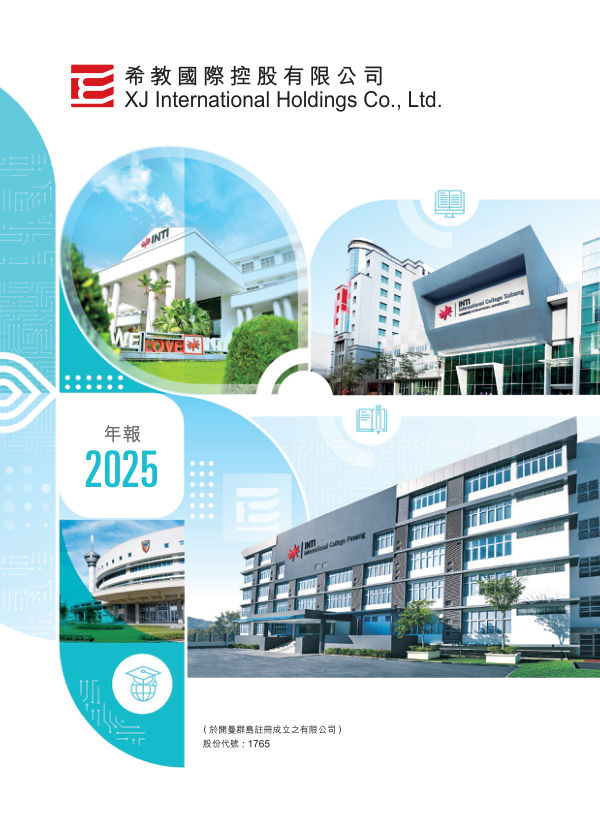 希教國際控股有限公司
XJ International Holdings Co., Ltd.
INTI
WE
LOVE
INTI
International College Subang
年報
2025
INTI
International College Penang
（於開曼群島註冊成立之有限公司）
股份代號：1765